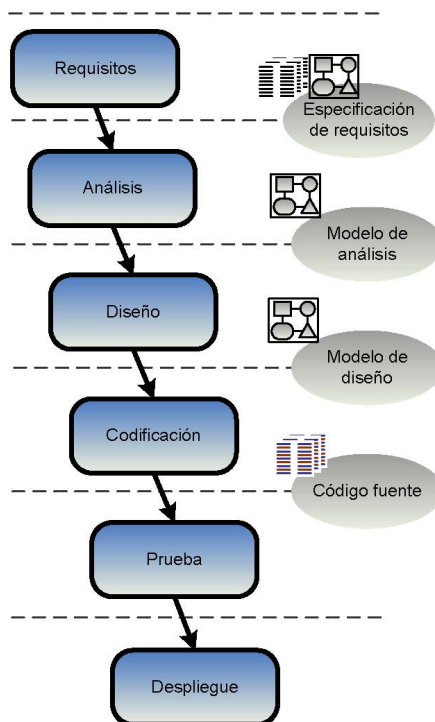 Requisitos
Especificación
de requisitos
Análisis
Modelo de
análisis
Diseño
Modelo de
diseño
Codificación
Código fuente
Prueba
Despliegue